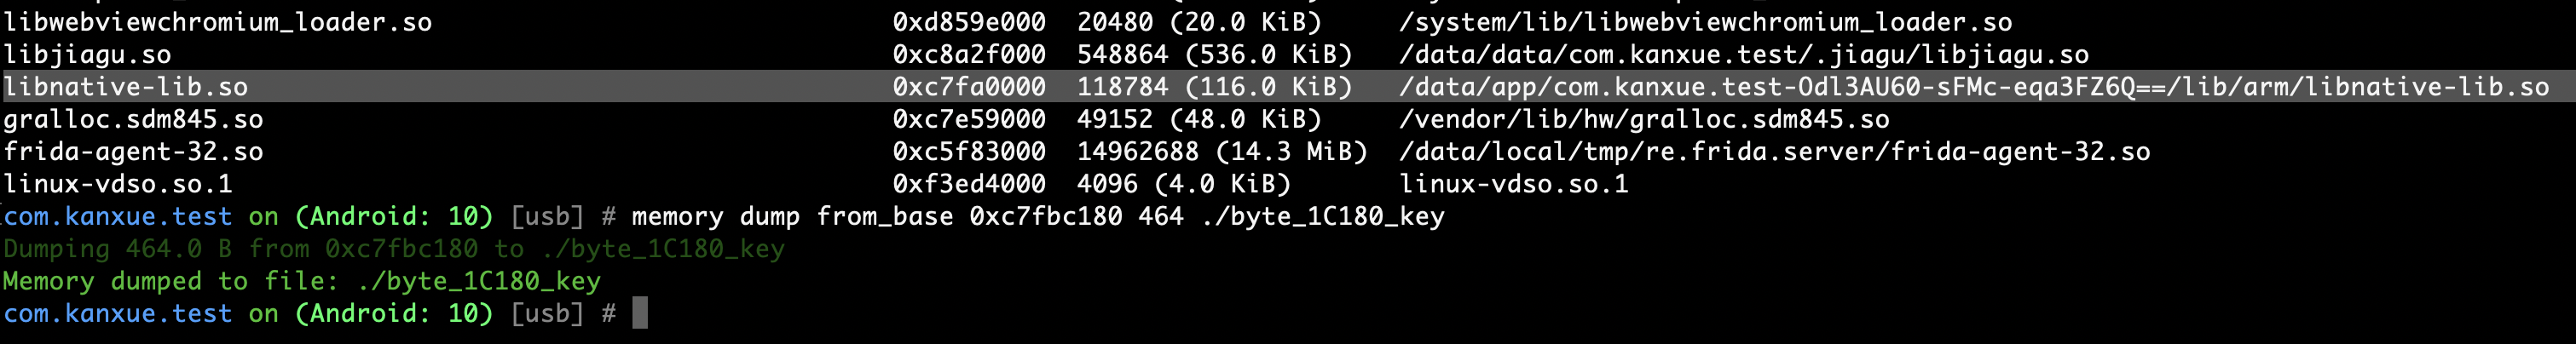 libwebviewchromium_loader.so 0xd859e000 20480 (20.0 KiB) /system/lib/libwebviewchromium_loader.so
libjiagu.so 0xc8a2f000 548864 (536.0 KiB) /data/data/com.kanxue.test/.jiagu/libjiagu.so
libnative-lib.so 0xc7fa0000 118784 (116.0 KiB) /data/app/com.kanxue.test-Odl3AU60-sFMc-eqa3FZ6Q==/lib/arm/libnative-lib.so
gralloc.sdm845.so 0xc7e59000 49152 (48.0 KiB) /vendor/lib/hw/gralloc.sdm845.so
frida-agent-32.so 0xc5f83000 14962688 (14.3 MiB) /data/local/tmp/re.frida.server/frida-agent-32.so
linux-vdso.so.1 0xf3ed4000 4096 (4.0 KiB) linux-vdso.so.1
com.kanxue.test on (Android: 10) [usb] # memory dump from_base 0xc7fbc180 464 ./byte_1C180_key
Dumping 464.0 B from 0xc7fbc180 to ./byte_1C180_key
Memory dumped to file: ./byte_1C180_key
com.kanxue.test on (Android: 10) [usb] #